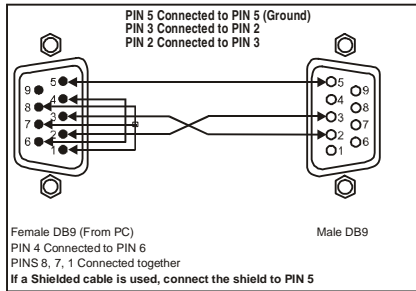 PIN 5 Connected to PIN 5 (Ground)
PIN 3 Connected to PIN 2
PIN 2 Connected to PIN 3
5
9
4
8
3
7
2
6
1
5
9
4
8
3
7
2
6
1
Female DB9 (From PC)
Male DB9
PIN 4 Connected to PIN 6
PINS 8, 7, 1 Connected together
If a Shielded cable is used, connect the shield to PIN 5